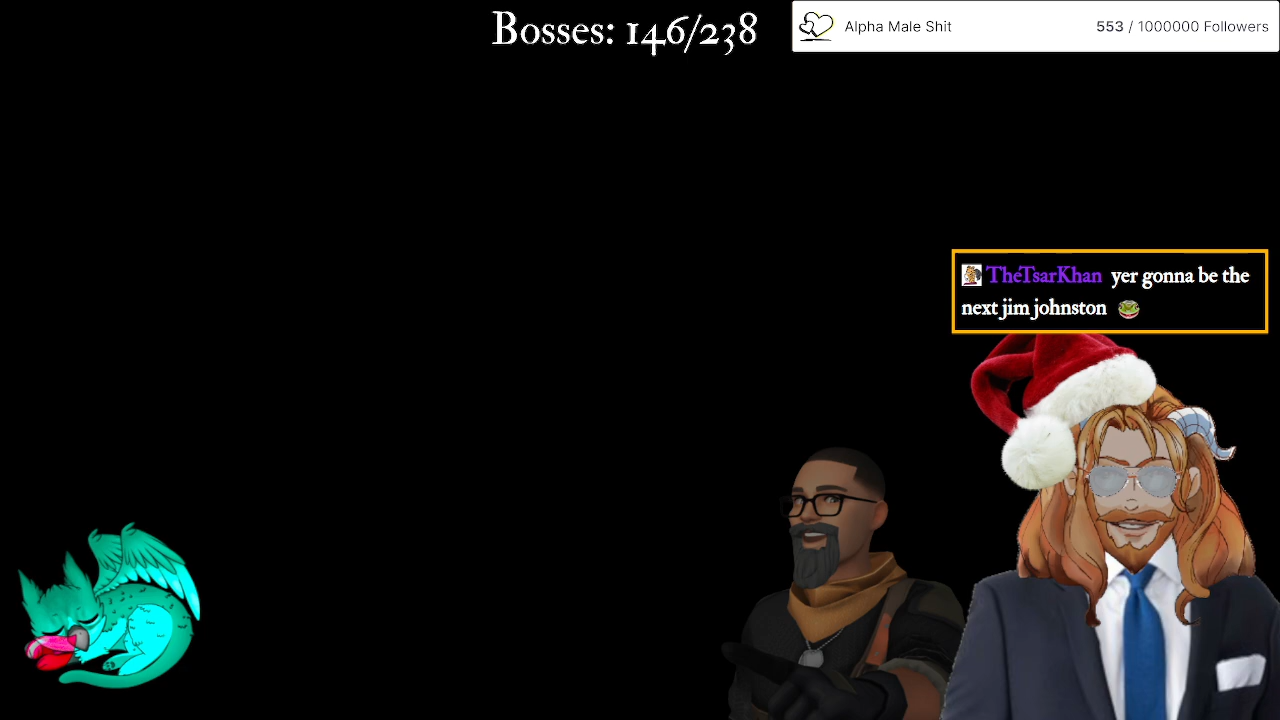 Bosses: 146/238
Alpha Male Shit 553 / 1000000 Followers
TheTsarKhan yer gonna be the
next jim johnston